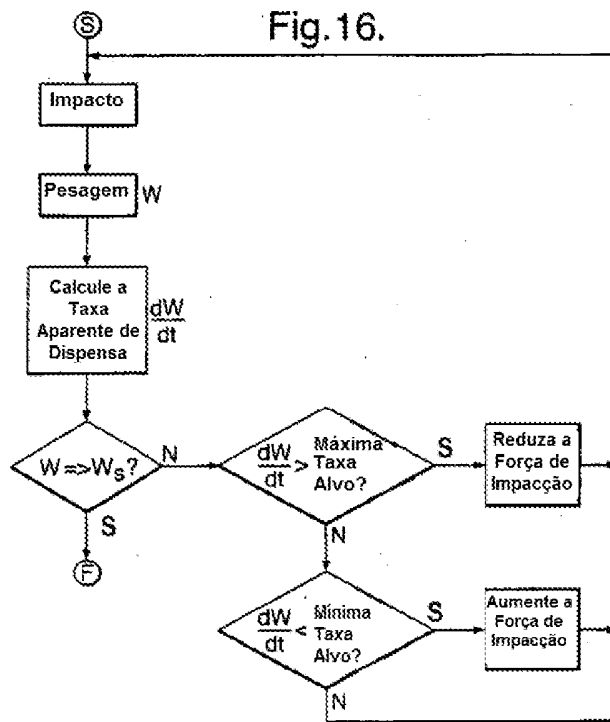 S
Fig.16.
Impacto
Pesagem W
Calcule a
Taxa
Aparente de
Dispensa
dW
dt
W=>Ws?
N
S
F
dW
dt
>
Máxima
Taxa
Alvo?
S
N
Reduza a
Força de
Impacção
dW
dt
<
Mínima
Taxa
Alvo?
S
N
Aumente a
Força de
Impacção